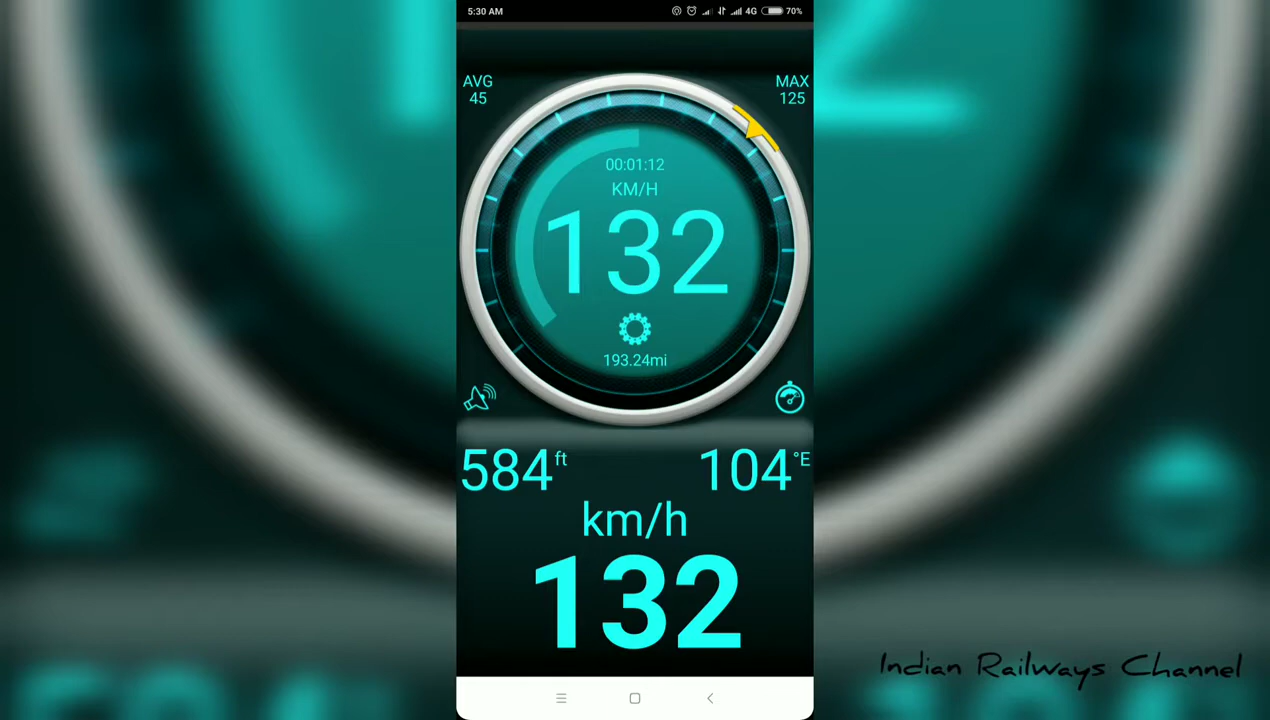 5:30 AM
4G
70%
AVG
45
MAX
125
00:01:12
KM/H
132
193.24mi
584 ft
104 °E
km/h
132
Indian Railways Channel